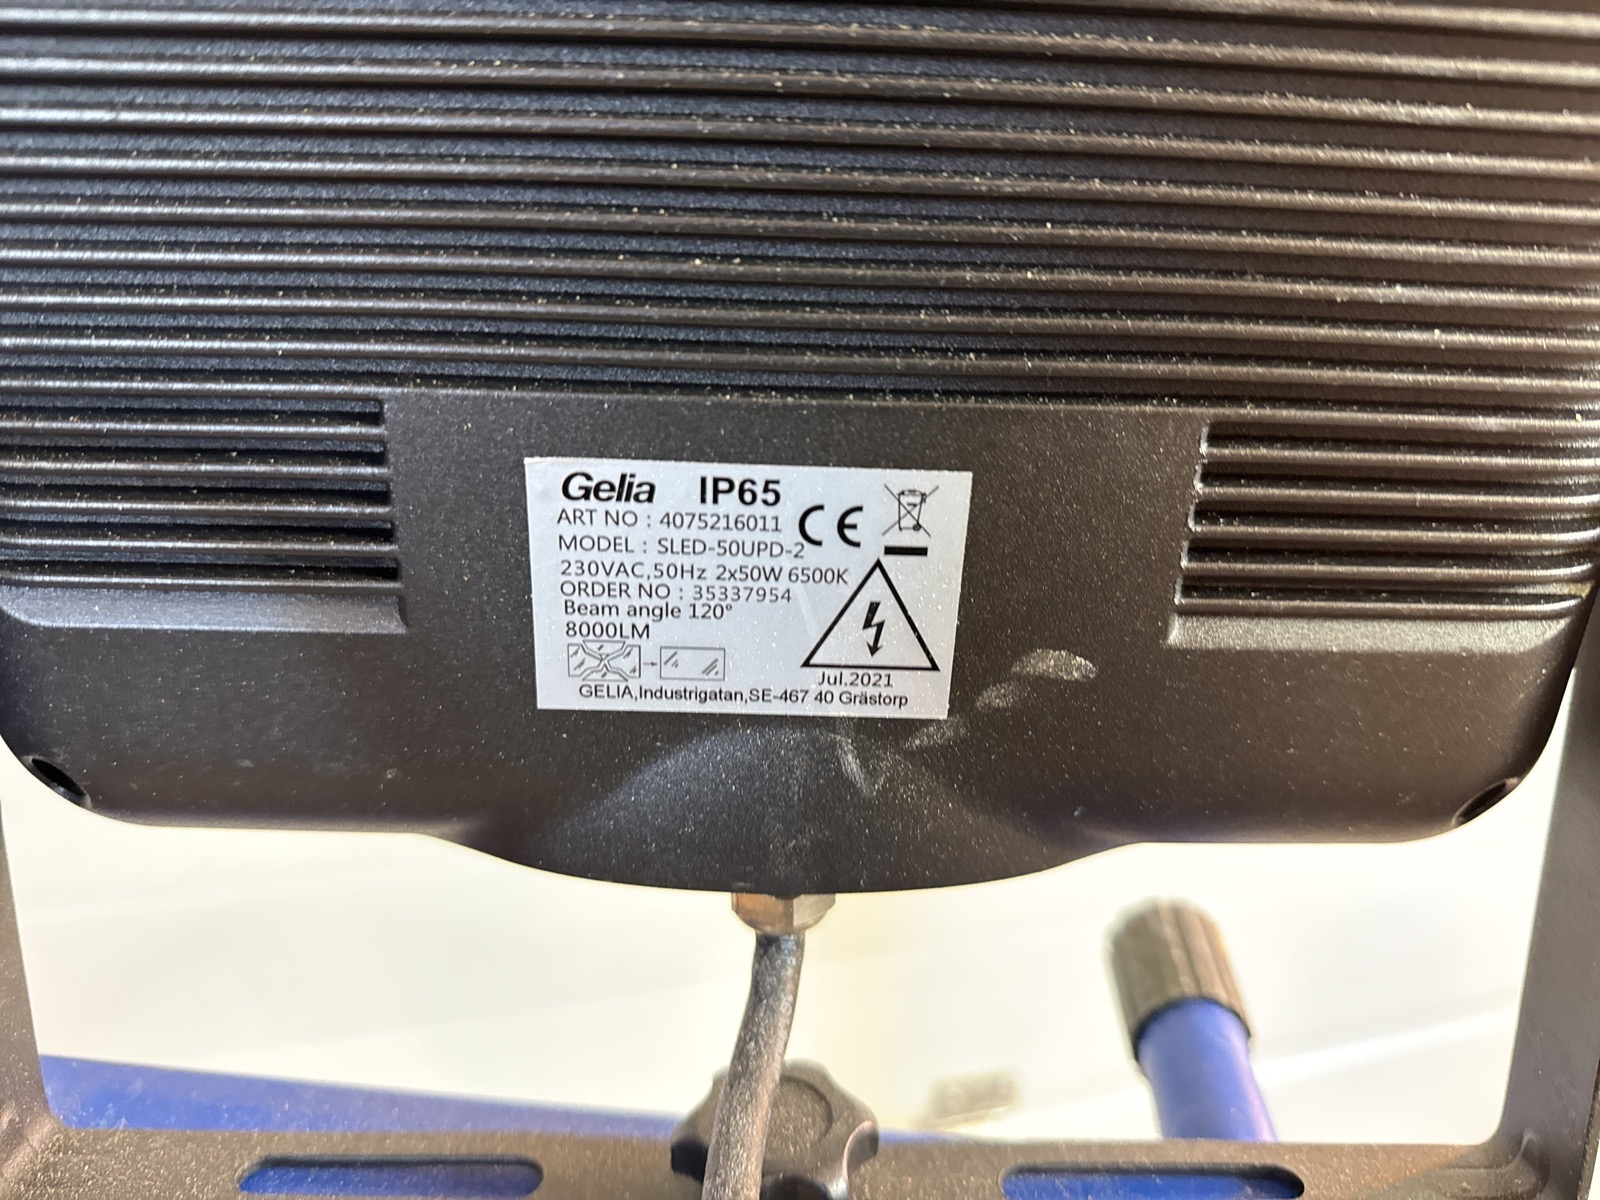 Gelia IP65
ART NO : 4075216011
CE
MODEL : SLED-50UPD-2
230VAC,50Hz 2x50W 6500K
ORDER NO : 35337954
Beam angle 120°
8000LM
Jul,2021
GELIA,Industrigatan,SE-467 40 Grästorp